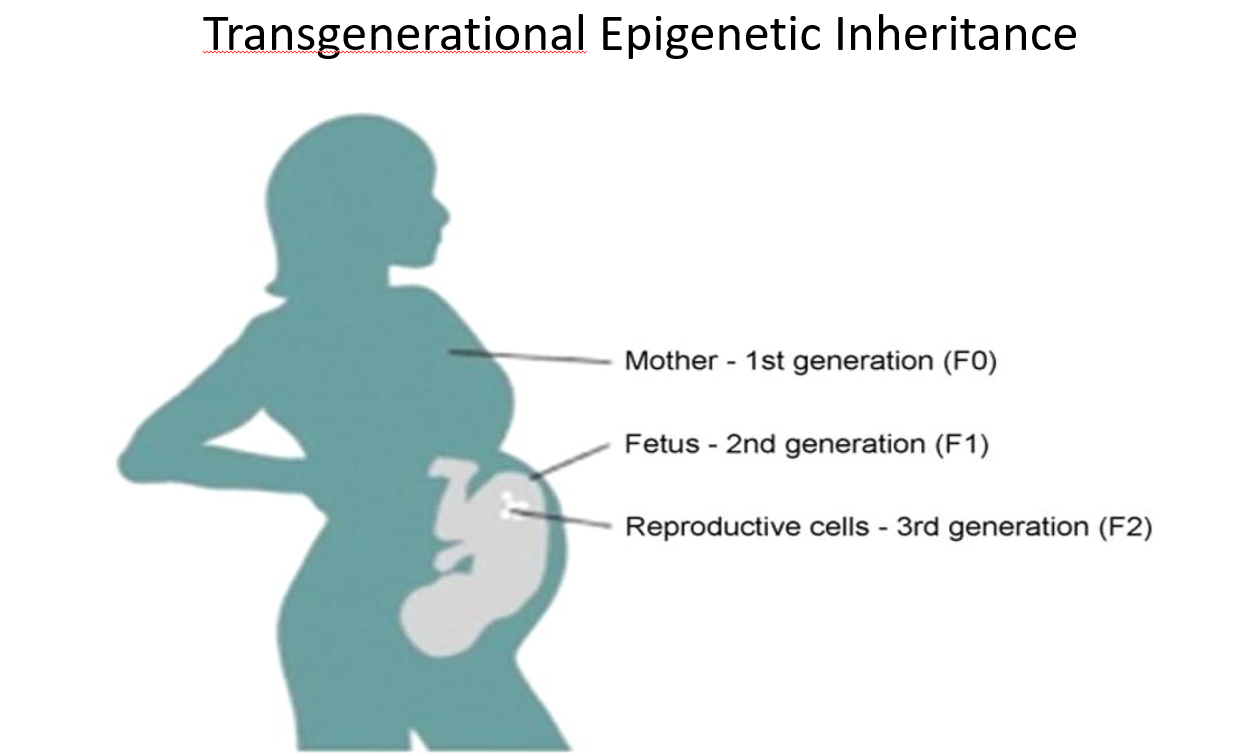 Transgenerational Epigenetic Inheritance
Mother - 1st generation (F0)
Fetus - 2nd generation (F1)
Reproductive cells - 3rd generation (F2)